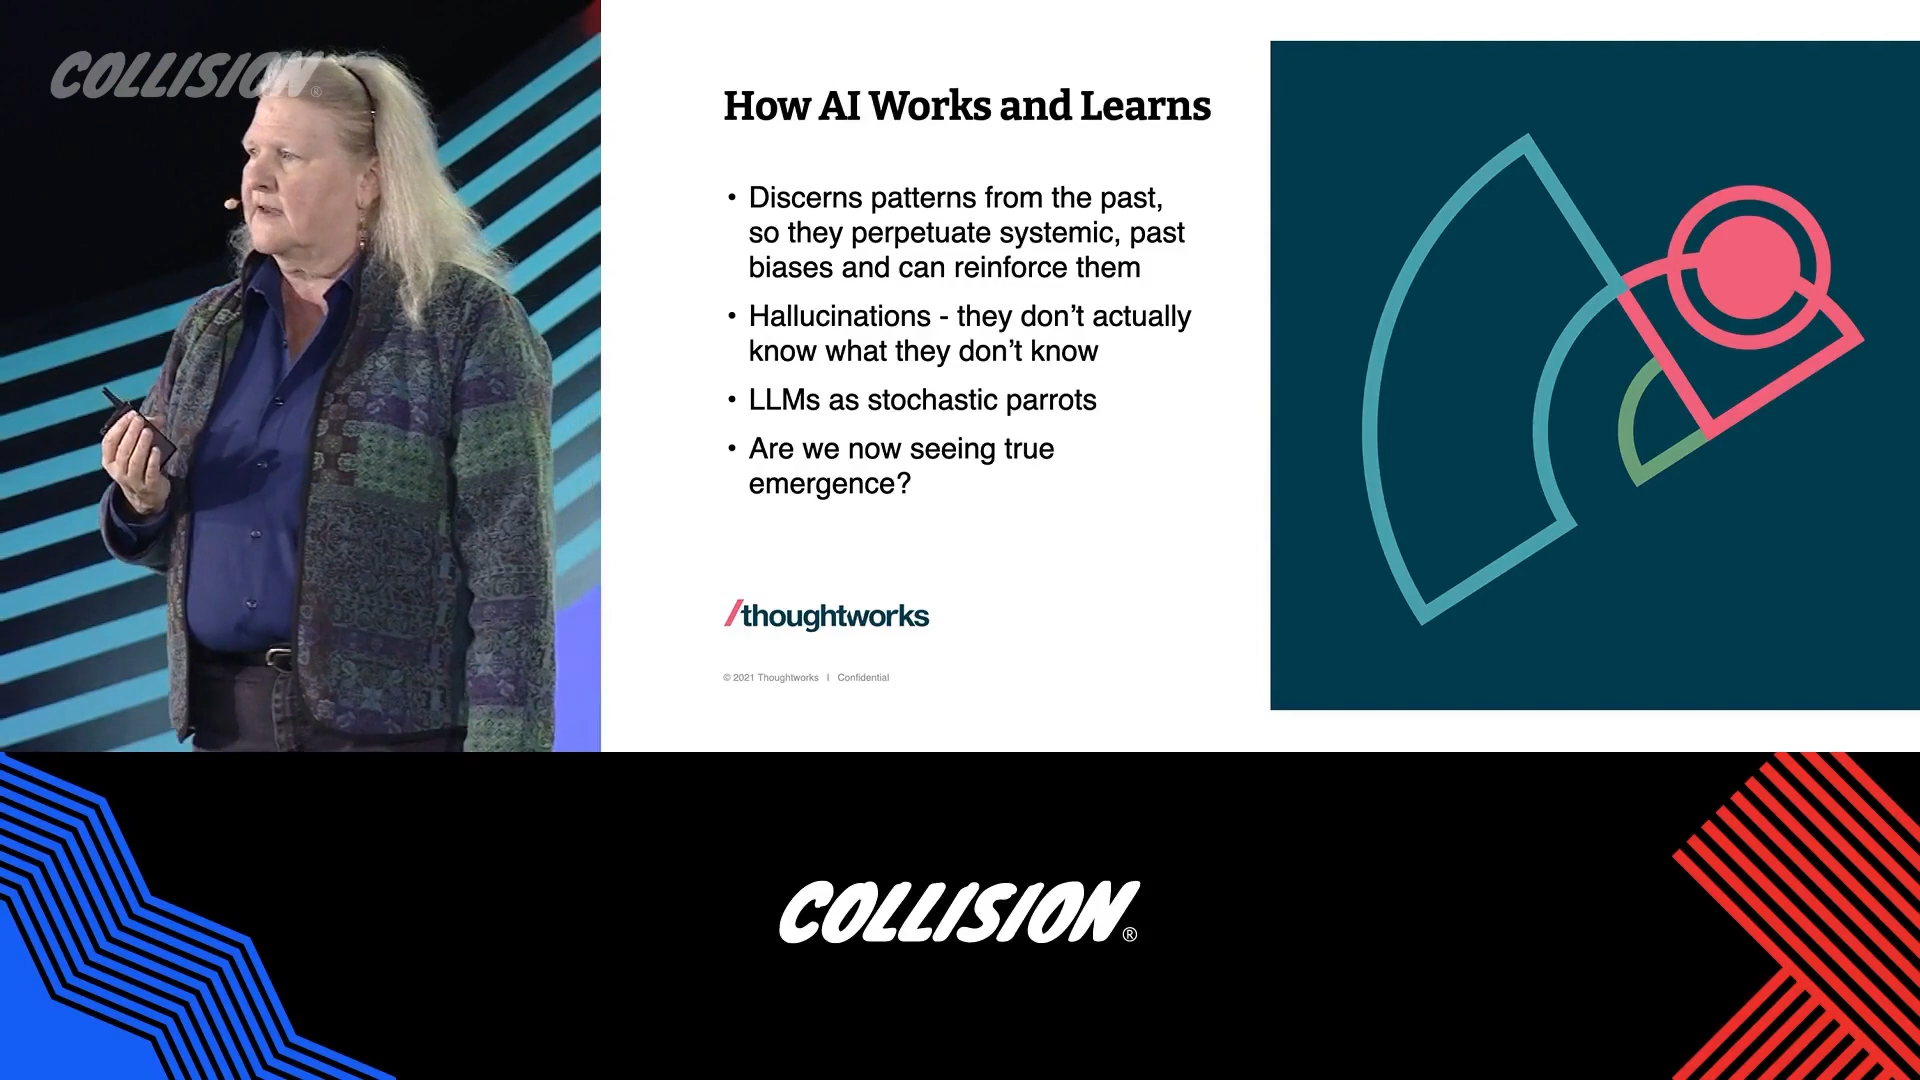 COLLISION®
How AI Works and Learns
• Discerns patterns from the past,
so they perpetuate systemic, past
biases and can reinforce them
• Hallucinations - they don’t actually
know what they don’t know
• LLMs as stochastic parrots
• Are we now seeing true
emergence?
/thoughtworks
© 2021 Thoughtworks | Confidential
COLLISION®